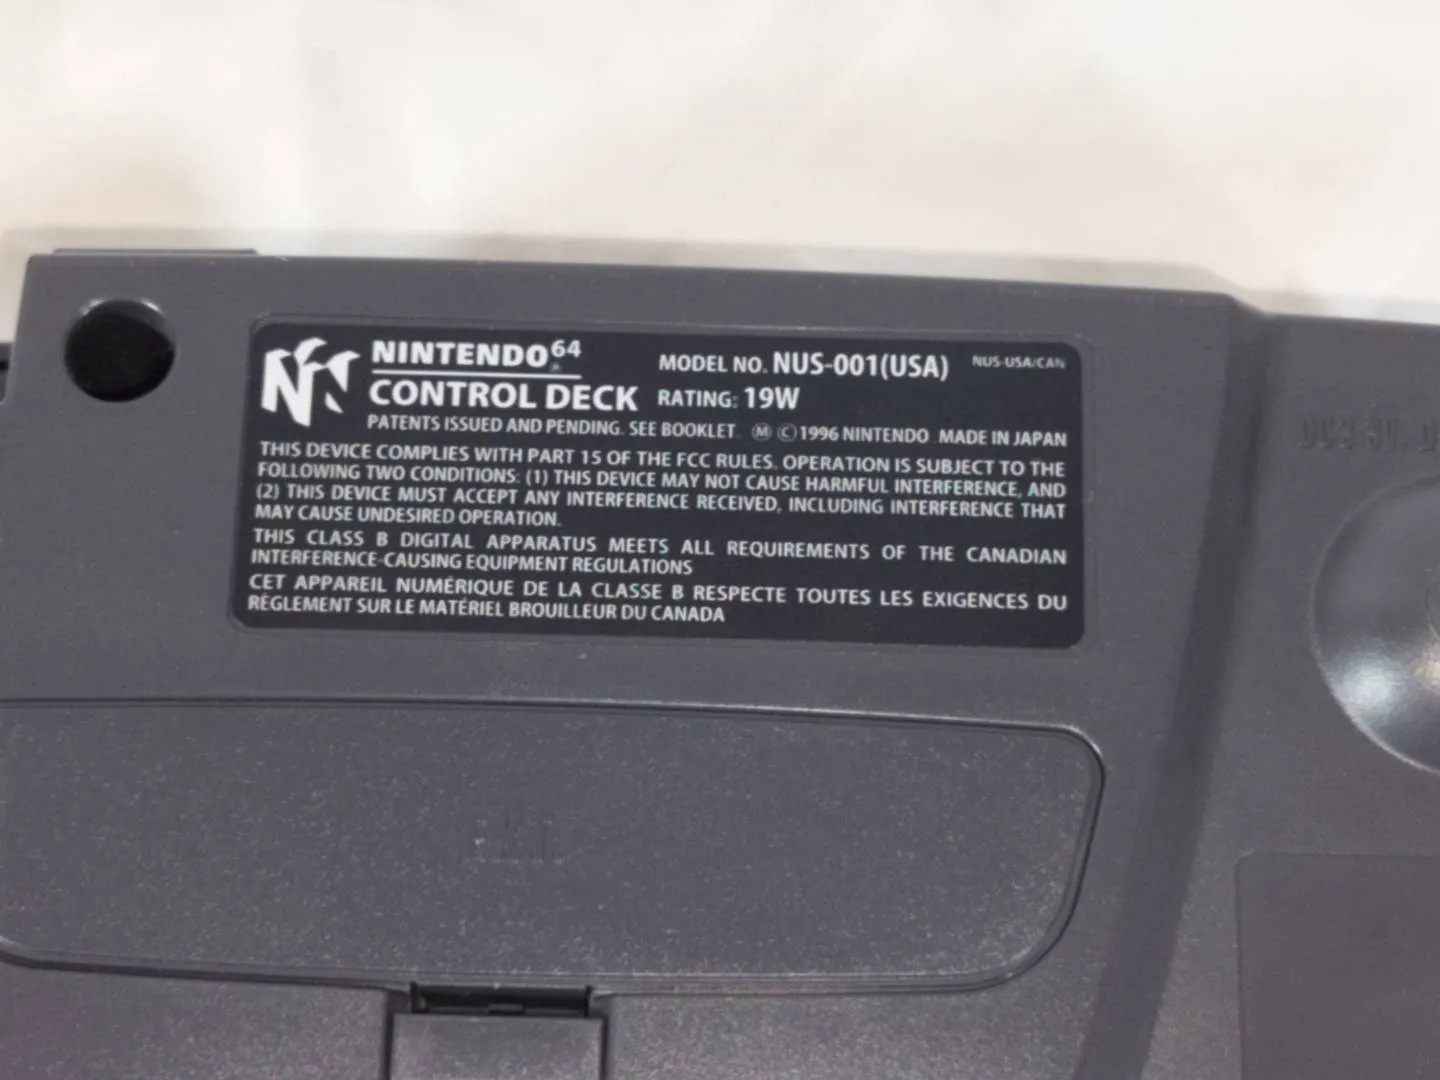 NINTENDO64
CONTROL DECK
MODEL NO. NUS-001(USA) NUS-USA/CAN
RATING: 19W
PATENTS ISSUED AND PENDING. SEE BOOKLET. Ⓜ ©1996 NINTENDO MADE IN JAPAN
THIS DEVICE COMPLIES WITH PART 15 OF THE FCC RULES. OPERATION IS SUBJECT TO THE
FOLLOWING TWO CONDITIONS: (1) THIS DEVICE MAY NOT CAUSE HARMFUL INTERFERENCE, AND
(2) THIS DEVICE MUST ACCEPT ANY INTERFERENCE RECEIVED, INCLUDING INTERFERENCE THAT
MAY CAUSE UNDESIRED OPERATION.
THIS CLASS B DIGITAL APPARATUS MEETS ALL REQUIREMENTS OF THE CANADIAN
INTERFERENCE-CAUSING EQUIPMENT REGULATIONS
CET APPAREIL NUMÉRIQUE DE LA CLASSE B RESPECTE TOUTES LES EXIGENCES DU
RÈGLEMENT SUR LE MATÉRIEL BROUILLEUR DU CANADA